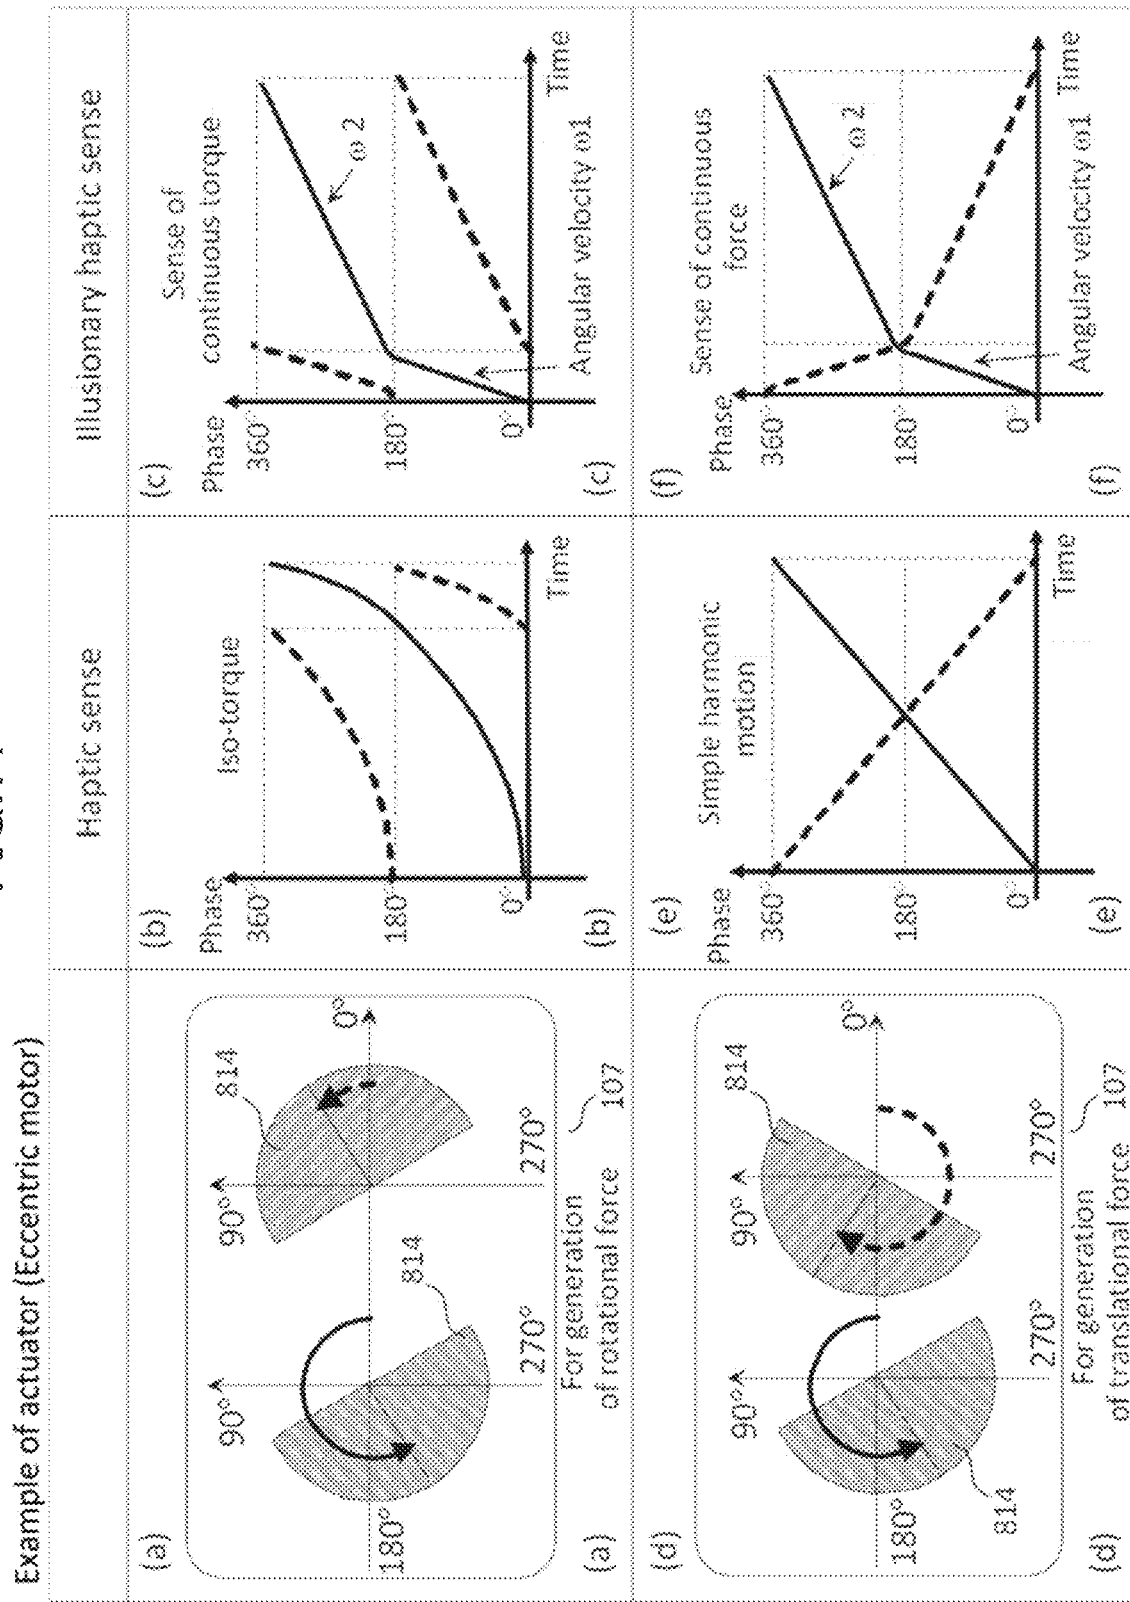 Example of actuator (Eccentric motor)
Haptic sense
Illusionary haptic sense
(a)
90°
814
90°
814
0°
180°
270°
270°
For generation
of rotational force
107
(a)
(b)
Phase
360°
180°
0°
Iso-torque
Time
(b)
(c)
Phase
360°
180°
0°
Sense of
continuous torque
ω 2
Time
Angular velocity ω1
(c)
(d)
90°
90°
814
0°
180°
814
270°
270°
For generation
of translational force
107
(d)
(e)
Phase
360°
180°
0°
Simple harmonic
motion
Time
(e)
(f)
Phase
360°
180°
0°
Sense of continuous
force
ω 2
Time
Angular velocity ω1
(f)